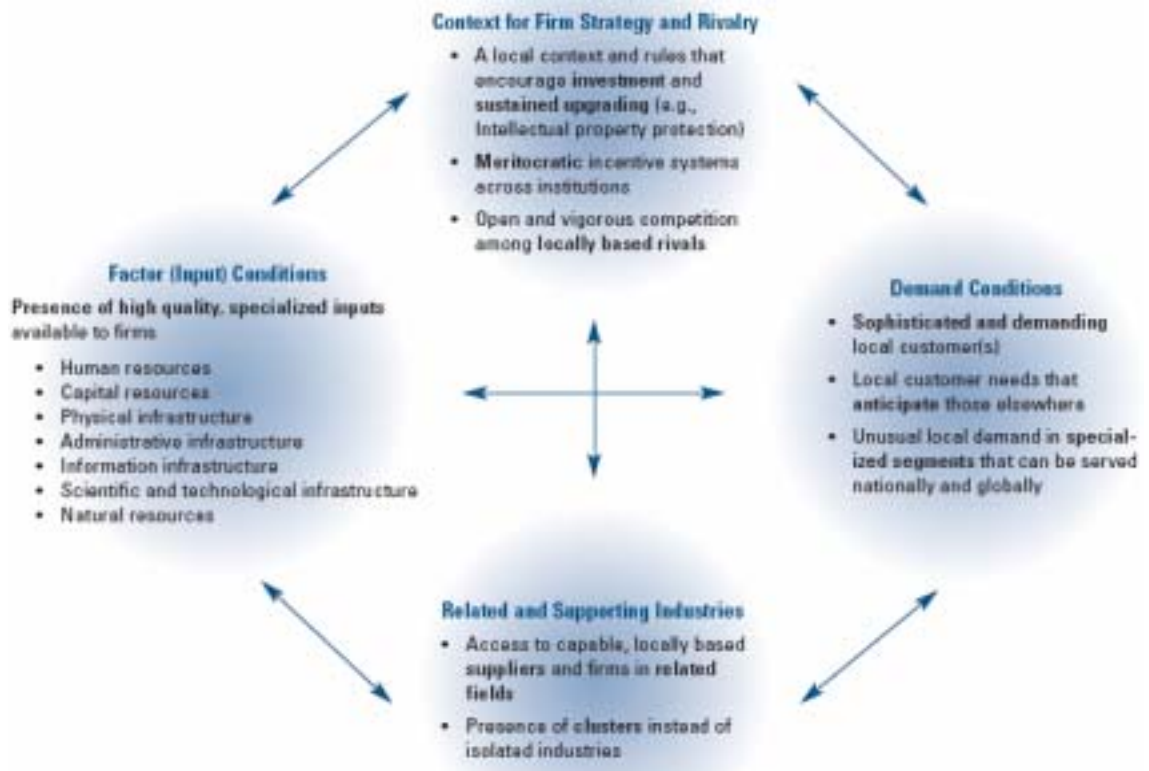 Context for Firm Strategy and Rivalry
• A local context and rules that
encourage investment and
sustained upgrading (e.g.,
Intellectual property protection)
• Meritocratic incentive systems
across institutions
• Open and vigorous competition
among locally based rivals
Factor (Input) Conditions
Presence of high quality, specialized inputs
available to firms
• Human resources
• Capital resources
• Physical infrastructure
• Administrative infrastructure
• Information infrastructure
• Scientific and technological infrastructure
• Natural resources
Demand Conditions
• Sophisticated and demanding
local customer(s)
• Local customer needs that
anticipate those elsewhere
• Unusual local demand in special-
ized segments that can be served
nationally and globally
Related and Supporting Industries
• Access to capable, locally based
suppliers and firms in related
fields
• Presence of clusters instead of
isolated industries